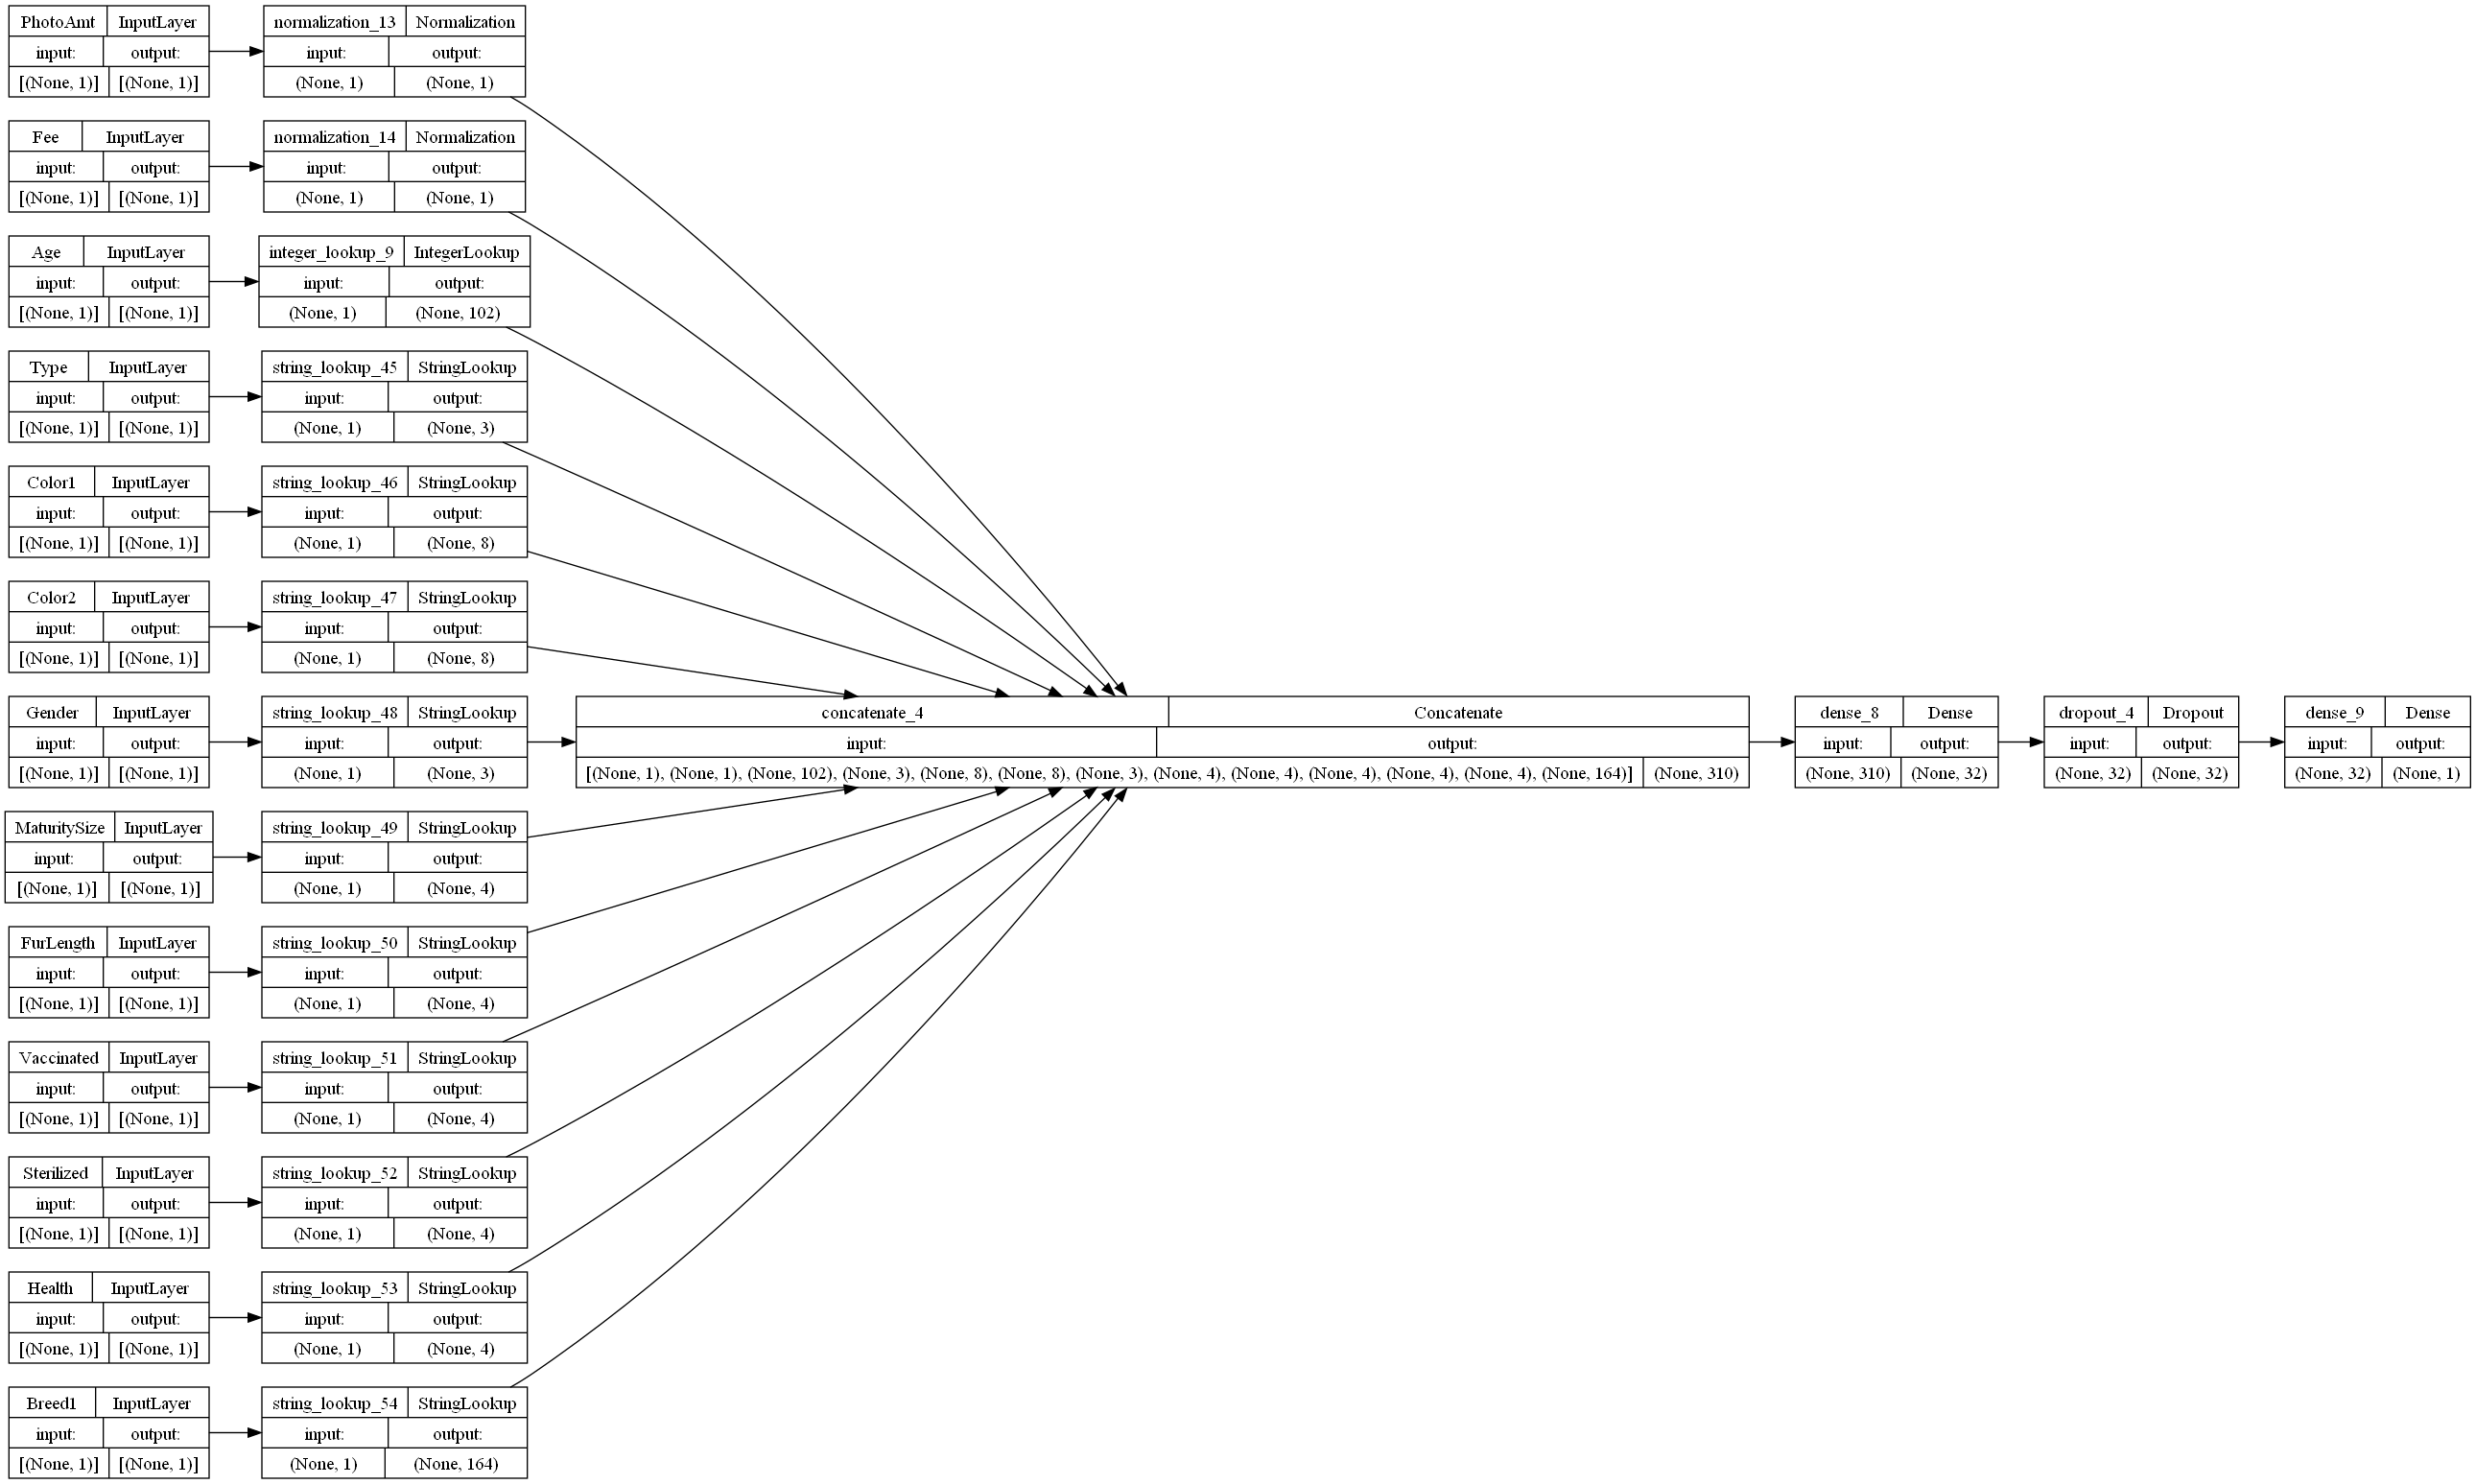 PhotoAmt InputLayer
input: output:
[(None, 1)] [(None, 1)]
normalization_13 Normalization
input: output:
(None, 1) (None, 1)
Fee InputLayer
input: output:
[(None, 1)] [(None, 1)]
normalization_14 Normalization
input: output:
(None, 1) (None, 1)
Age InputLayer
input: output:
[(None, 1)] [(None, 1)]
integer_lookup_9 IntegerLookup
input: output:
(None, 1) (None, 102)
Type InputLayer
input: output:
[(None, 1)] [(None, 1)]
string_lookup_45 StringLookup
input: output:
(None, 1) (None, 3)
Color1 InputLayer
input: output:
[(None, 1)] [(None, 1)]
string_lookup_46 StringLookup
input: output:
(None, 1) (None, 8)
Color2 InputLayer
input: output:
[(None, 1)] [(None, 1)]
string_lookup_47 StringLookup
input: output:
(None, 1) (None, 8)
Gender InputLayer
input: output:
[(None, 1)] [(None, 1)]
string_lookup_48 StringLookup
input: output:
(None, 1) (None, 3)
MaturitySize InputLayer
input: output:
[(None, 1)] [(None, 1)]
string_lookup_49 StringLookup
input: output:
(None, 1) (None, 4)
FurLength InputLayer
input: output:
[(None, 1)] [(None, 1)]
string_lookup_50 StringLookup
input: output:
(None, 1) (None, 4)
Vaccinated InputLayer
input: output:
[(None, 1)] [(None, 1)]
string_lookup_51 StringLookup
input: output:
(None, 1) (None, 4)
Sterilized InputLayer
input: output:
[(None, 1)] [(None, 1)]
string_lookup_52 StringLookup
input: output:
(None, 1) (None, 4)
Health InputLayer
input: output:
[(None, 1)] [(None, 1)]
string_lookup_53 StringLookup
input: output:
(None, 1) (None, 4)
Breed1 InputLayer
input: output:
[(None, 1)] [(None, 1)]
string_lookup_54 StringLookup
input: output:
(None, 1) (None, 164)
concatenate_4 Concatenate
input: output:
[(None, 1), (None, 1), (None, 102), (None, 3), (None, 8), (None, 8), (None, 3), (None, 4), (None, 4), (None, 4), (None, 4), (None, 4), (None, 164)] (None, 310)
dense_8 Dense
input: output:
(None, 310) (None, 32)
dropout_4 Dropout
input: output:
(None, 32) (None, 32)
dense_9 Dense
input: output:
(None, 32) (None, 1)